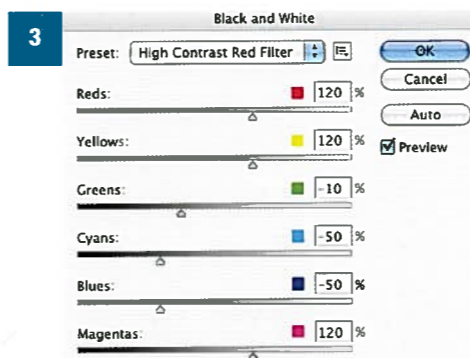 3
Black and White
Preset: High Contrast Red Filter
OK
Cancel
Auto
Preview
Reds: 120 %
Yellows: 120 %
Greens: -10 %
Cyans: -50 %
Blues: -50 %
Magentas: 120 %